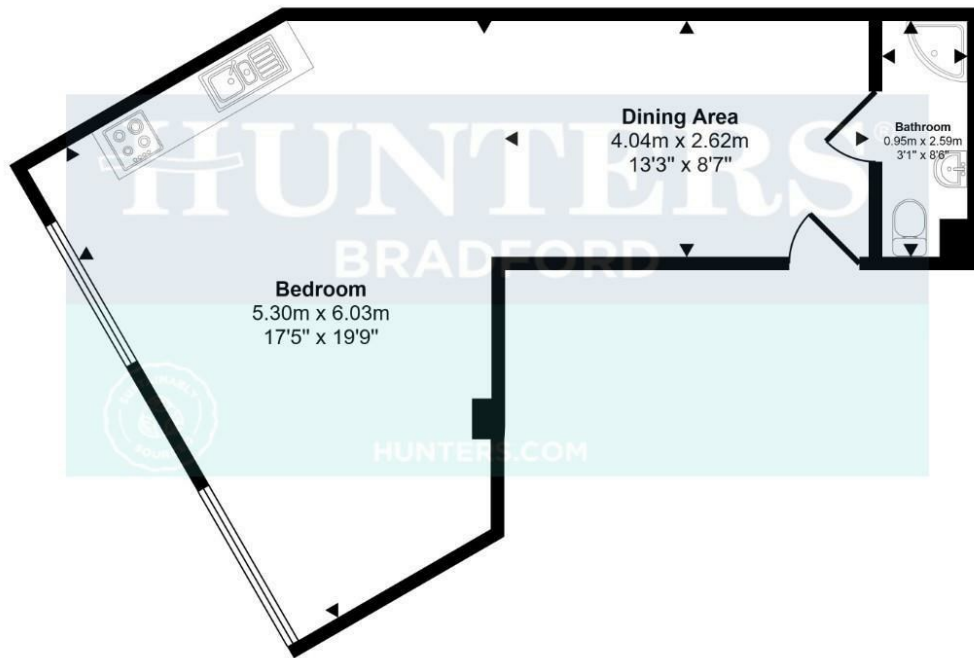 HUNTERS®
BRADFORD
Dining Area
4.04m x 2.62m
13'3" x 8'7"
Bathroom
0.95m x 2.59m
3'1" x 8'6"
Bedroom
5.30m x 6.03m
17'5" x 19'9"
HUNTERS.COM